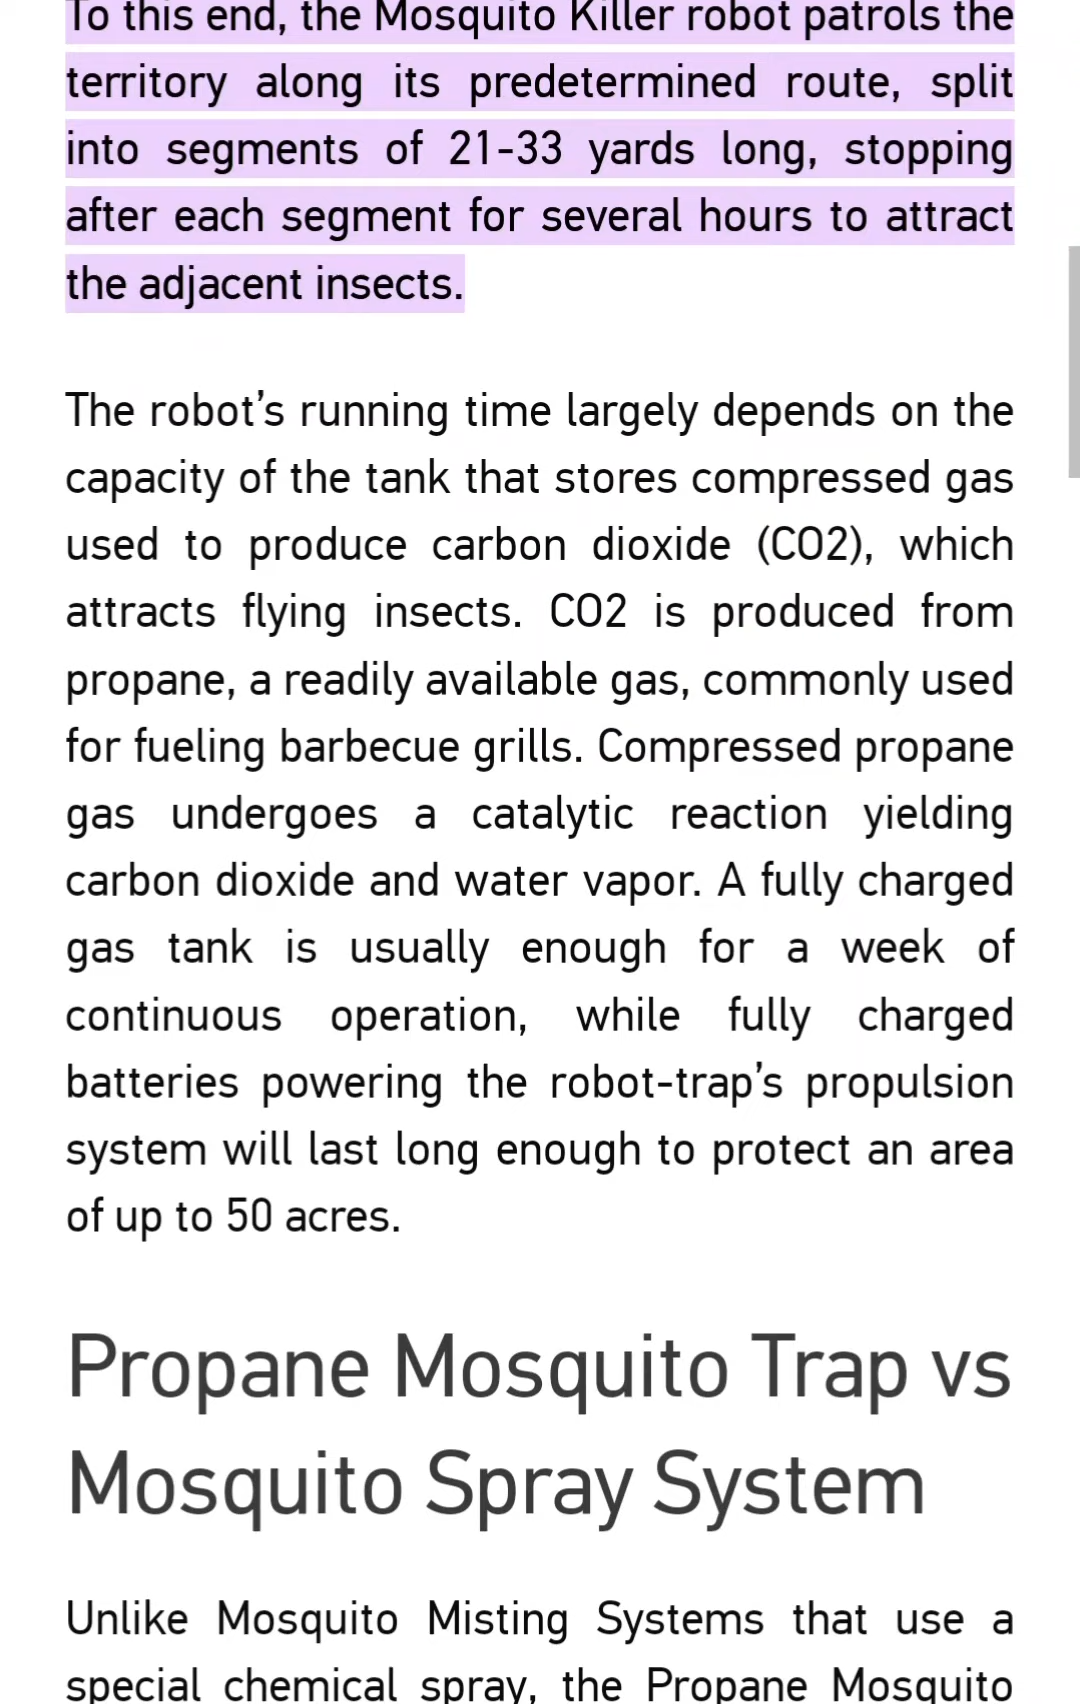 To this end, the Mosquito Killer robot patrols the
territory along its predetermined route, split
into segments of 21-33 yards long, stopping
after each segment for several hours to attract
the adjacent insects.
The robot’s running time largely depends on the
capacity of the tank that stores compressed gas
used to produce carbon dioxide (CO2), which
attracts flying insects. CO2 is produced from
propane, a readily available gas, commonly used
for fueling barbecue grills. Compressed propane
gas undergoes a catalytic reaction yielding
carbon dioxide and water vapor. A fully charged
gas tank is usually enough for a week of
continuous operation, while fully charged
batteries powering the robot-trap’s propulsion
system will last long enough to protect an area
of up to 50 acres.
Propane Mosquito Trap vs
Mosquito Spray System
Unlike Mosquito Misting Systems that use a
special chemical spray, the Propane Mosquito